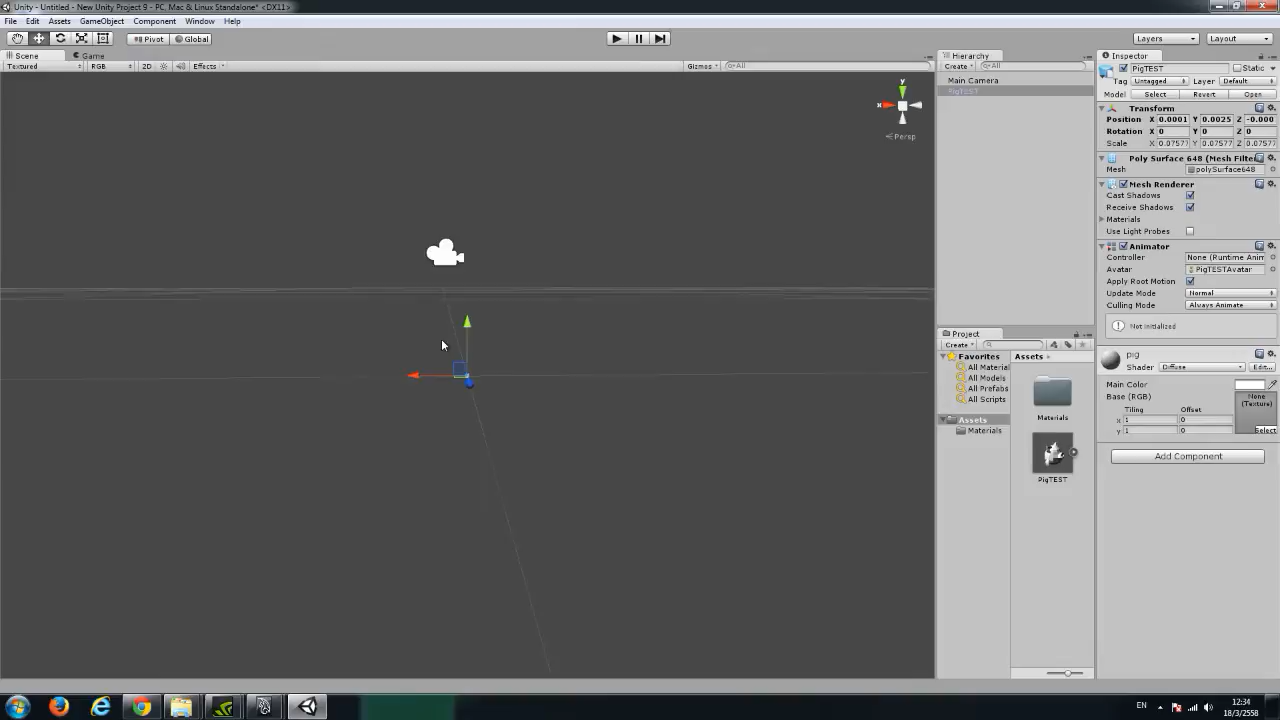 Unity - Untitled - New Unity Project 9 - PC, Mac & Linux Standalone* <DX11>
File Edit Assets GameObject Component Window Help
Pivot Global Layers Layout
Scene Game
Textured RGB 2D Effects Gizmos All
y
x
Persp
Hierarchy
Create All
Main Camera
PigTEST
Project
Create
Favorites
All Material
All Models
All Prefabs
All Scripts
Assets
Materials
Assets
Materials
PigTEST
Inspector
PigTEST Static
Tag Untagged Layer Default
Model Select Revert Open
Transform
Position X 0.0001 Y 0.0025 Z -0.000
Rotation X 0 Y 0 Z 0
Scale X 0.0757 Y 0.0757 Z 0.0757
Poly Surface 648 (Mesh Filte
Mesh polySurface648
Mesh Renderer
Cast Shadows
Receive Shadows
Materials
Use Light Probes
Animator
Controller None (Runtime Anim
Avatar PigTESTAvatar
Apply Root Motion
Update Mode Normal
Culling Mode Always Animate
Not initialized
pig
Shader Diffuse Edit...
Main Color
Base (RGB) None
(Texture)
Tiling Offset
x 1 0
y 1 0 Select
Add Component
EN 12:34
18/3/2558